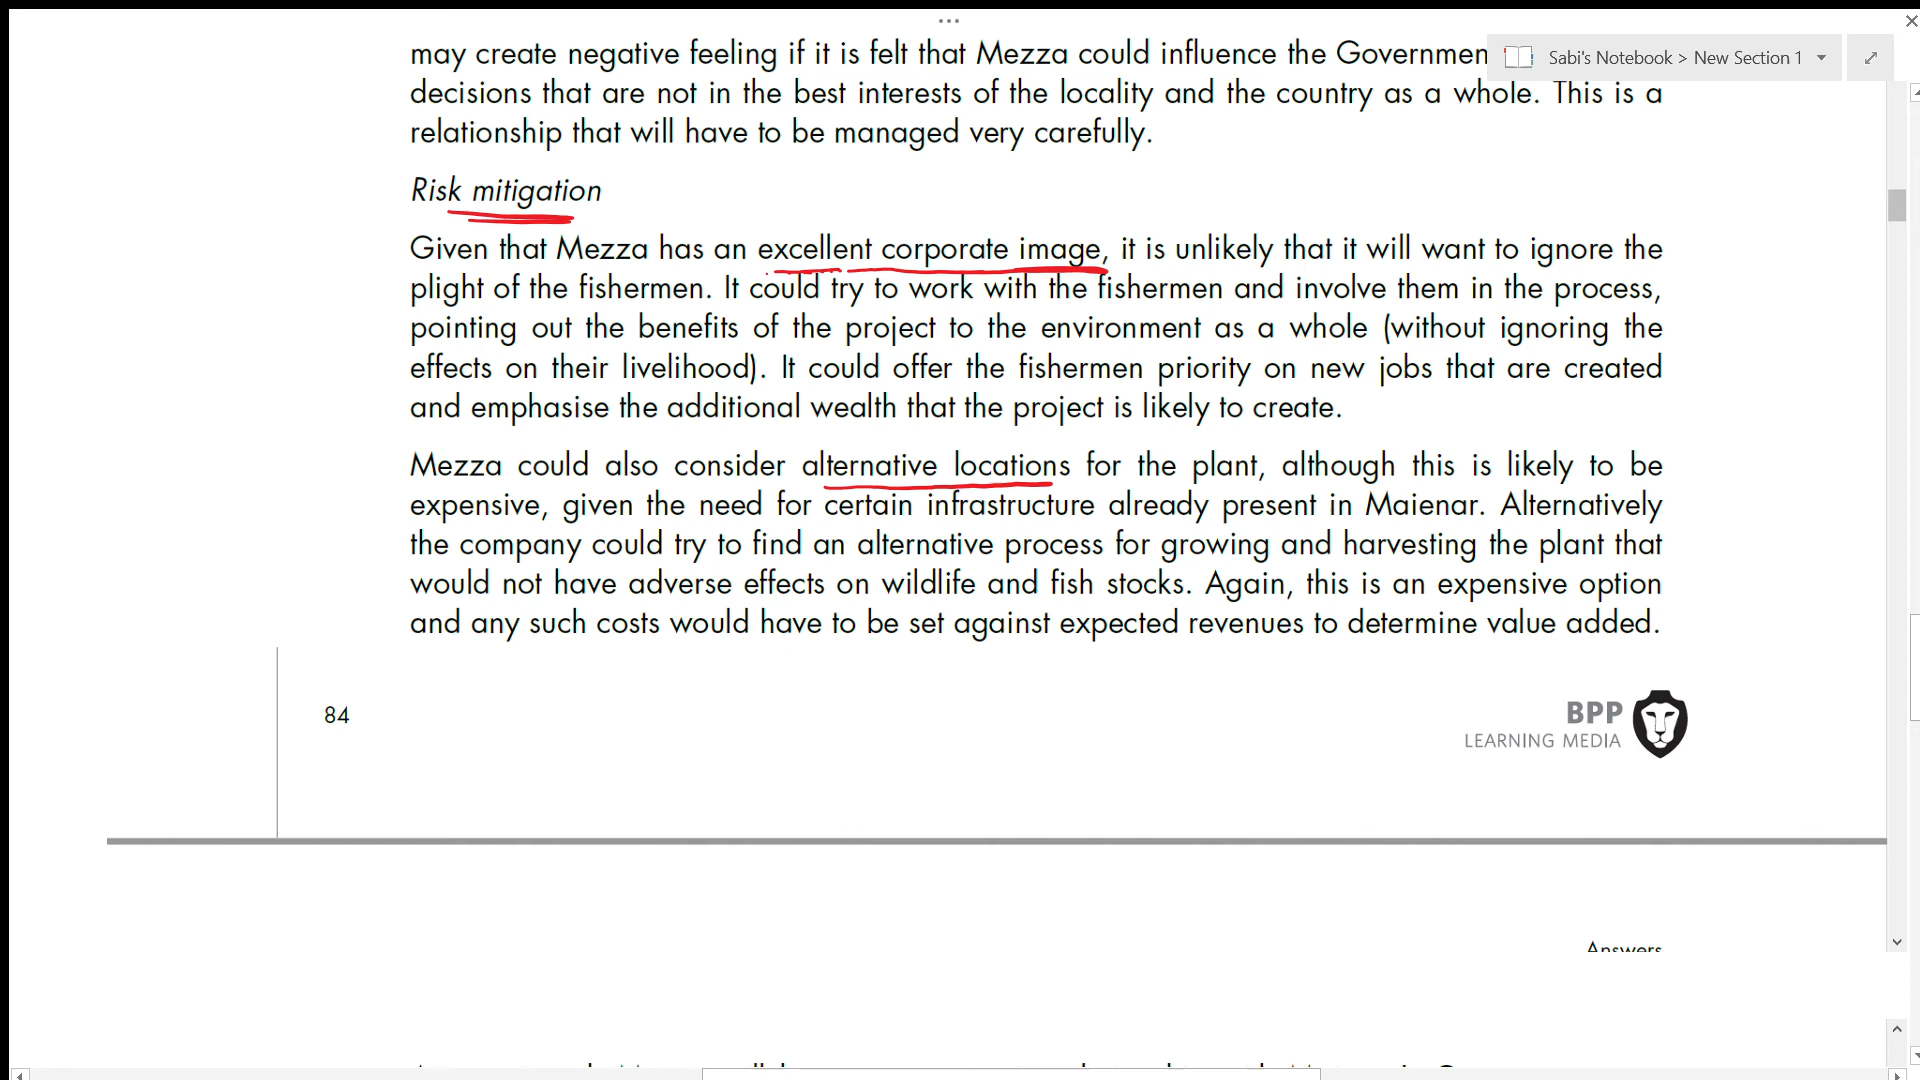 may create negative feeling if it is felt that Mezza could influence the Governmen
Sabi's Notebook > New Section 1
decisions that are not in the best interests of the locality and the country as a whole. This is a
relationship that will have to be managed very carefully.
Risk mitigation
Given that Mezza has an excellent corporate image, it is unlikely that it will want to ignore the
plight of the fishermen. It could try to work with the fishermen and involve them in the process,
pointing out the benefits of the project to the environment as a whole (without ignoring the
effects on their livelihood). It could offer the fishermen priority on new jobs that are created
and emphasise the additional wealth that the project is likely to create.
Mezza could also consider alternative locations for the plant, although this is likely to be
expensive, given the need for certain infrastructure already present in Maienar. Alternatively
the company could try to find an alternative process for growing and harvesting the plant that
would not have adverse effects on wildlife and fish stocks. Again, this is an expensive option
and any such costs would have to be set against expected revenues to determine value added.
84
BPP
LEARNING MEDIA
Answers